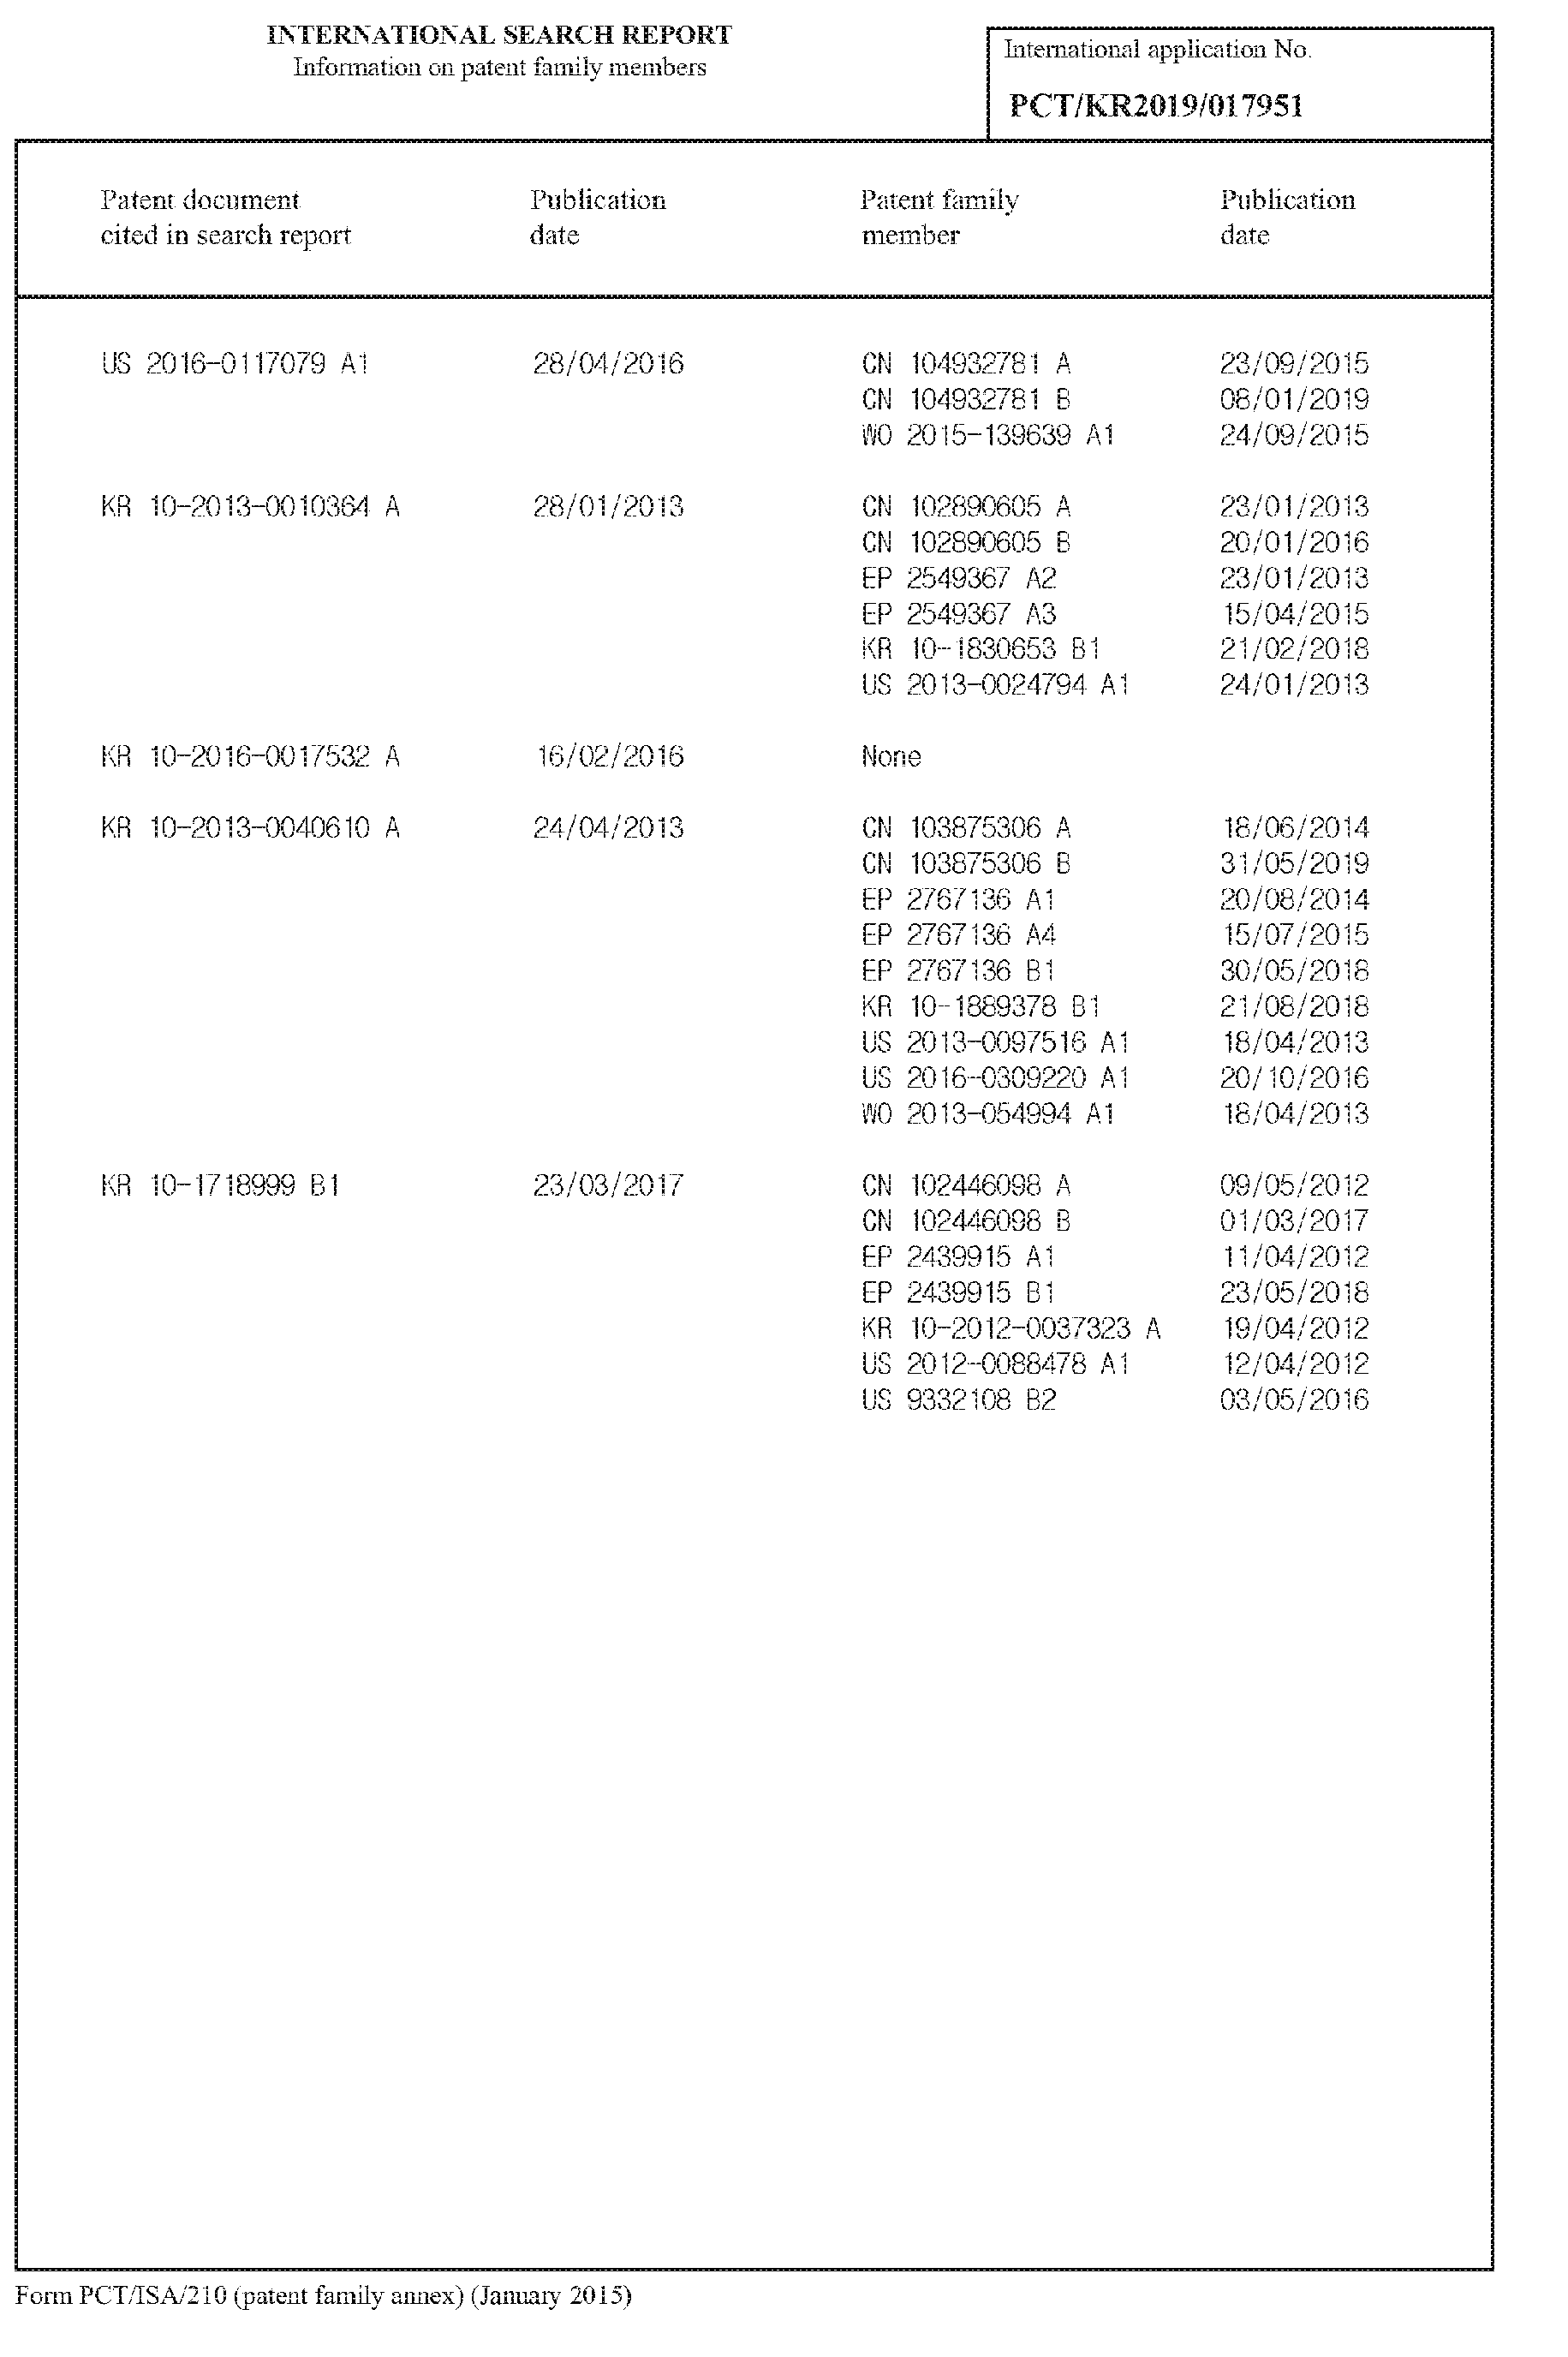 INTERNATIONAL SEARCH REPORT
Information on patent family members
International application No.
PCT/KR2019/017951
Patent document cited in search report Publication date Patent family member Publication date
US 2016-0117079 A1 28/04/2016 CN 104932781 A 23/09/2015
CN 104932781 B 08/01/2019
WO 2015-139639 A1 24/09/2015
KR 10-2013-0010364 A 28/01/2013 CN 102890605 A 23/01/2013
CN 102890605 B 20/01/2016
EP 2549367 A2 23/01/2013
EP 2549367 A3 15/04/2015
KR 10-1830653 B1 21/02/2018
US 2013-0024794 A1 24/01/2013
KR 10-2016-0017532 A 16/02/2016 None
KR 10-2013-0040610 A 24/04/2013 CN 103875306 A 18/06/2014
CN 103875306 B 31/05/2019
EP 2767136 A1 20/08/2014
EP 2767136 A4 15/07/2015
EP 2767136 B1 30/05/2018
KR 10-1889378 B1 21/08/2018
US 2013-0097516 A1 18/04/2013
US 2016-0309220 A1 20/10/2016
WO 2013-054994 A1 18/04/2013
KR 10-1718999 B1 23/03/2017 CN 102446098 A 09/05/2012
CN 102446098 B 01/03/2017
EP 2439915 A1 11/04/2012
EP 2439915 B1 23/05/2018
KR 10-2012-0037323 A 19/04/2012
US 2012-0088478 A1 12/04/2012
US 9332108 B2 03/05/2016
Form PCT/ISA/210 (patent family annex) (January 2015)